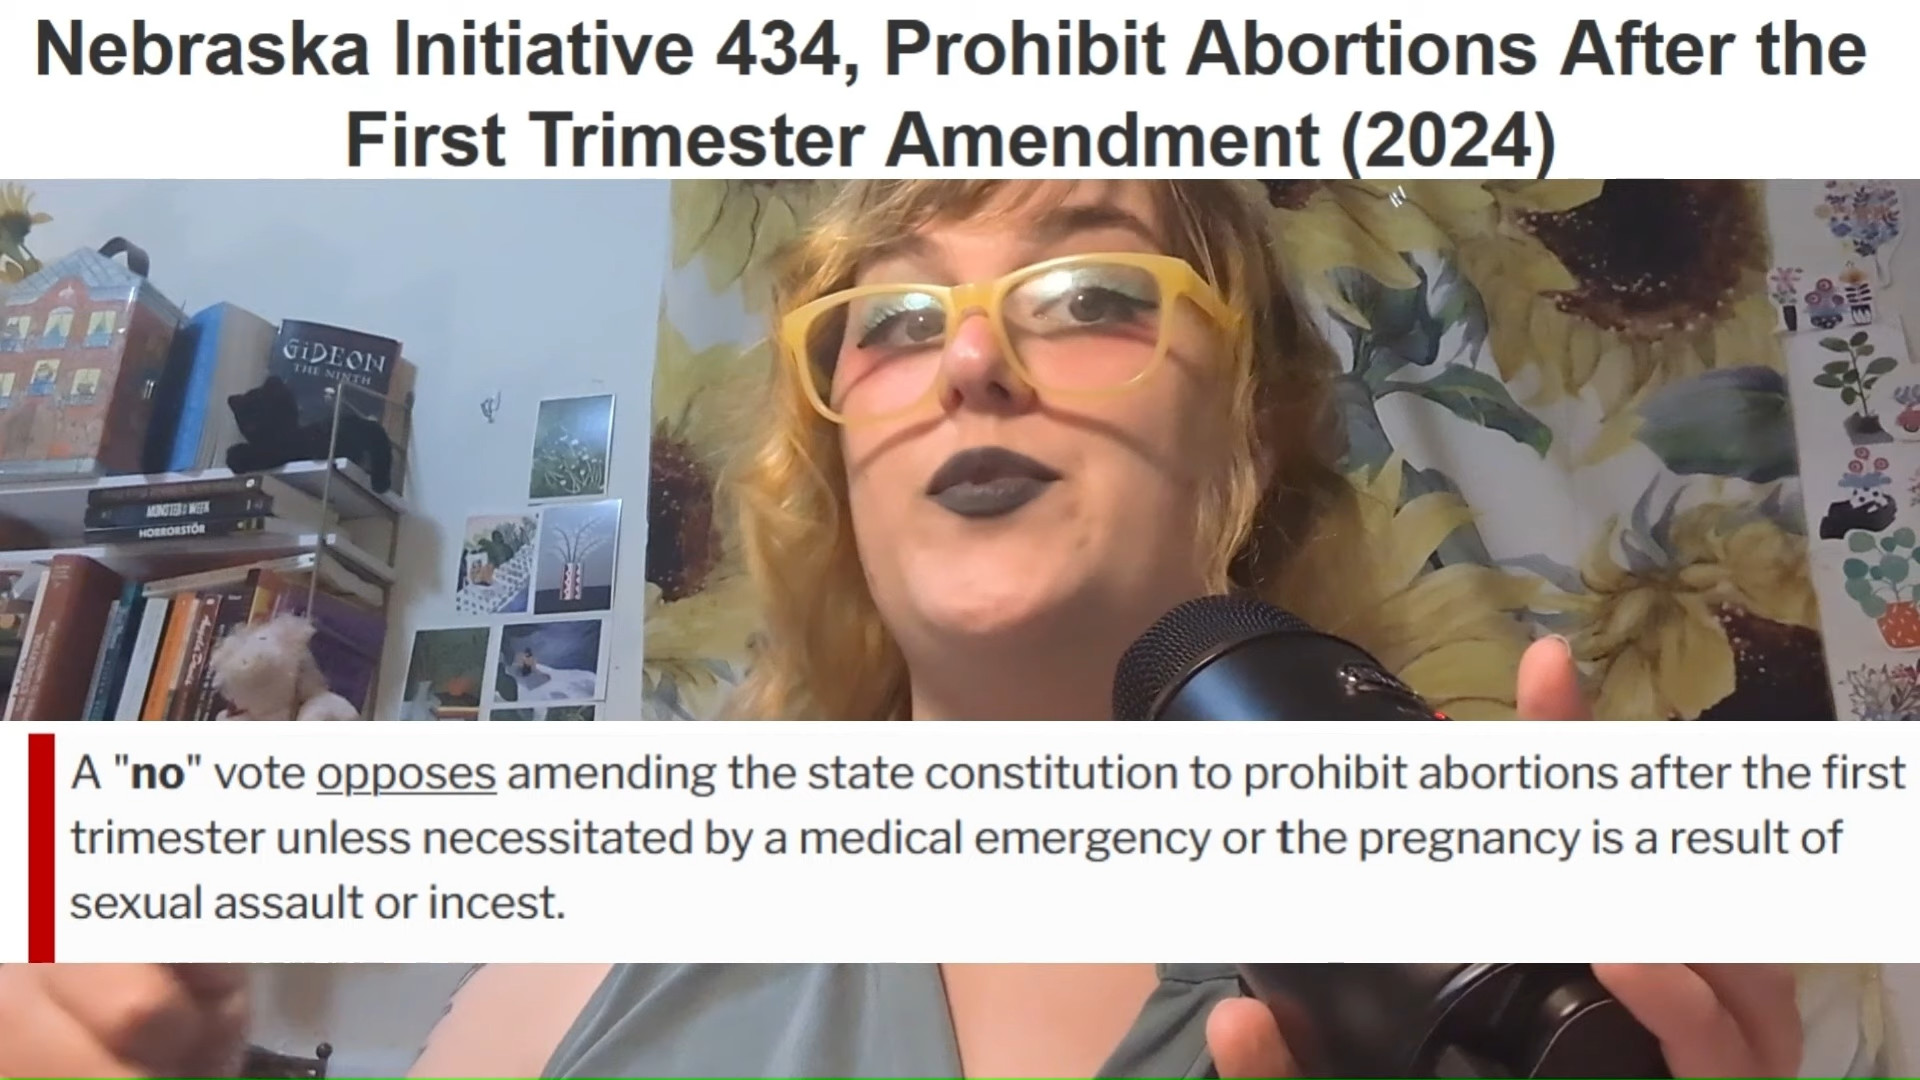 Nebraska Initiative 434, Prohibit Abortions After the
First Trimester Amendment (2024)
GiDEON
THE NINTH
MONSTER OF THE WEEK
HORRORSTÖR
A "no" vote opposes amending the state constitution to prohibit abortions after the first
trimester unless necessitated by a medical emergency or the pregnancy is a result of
sexual assault or incest.